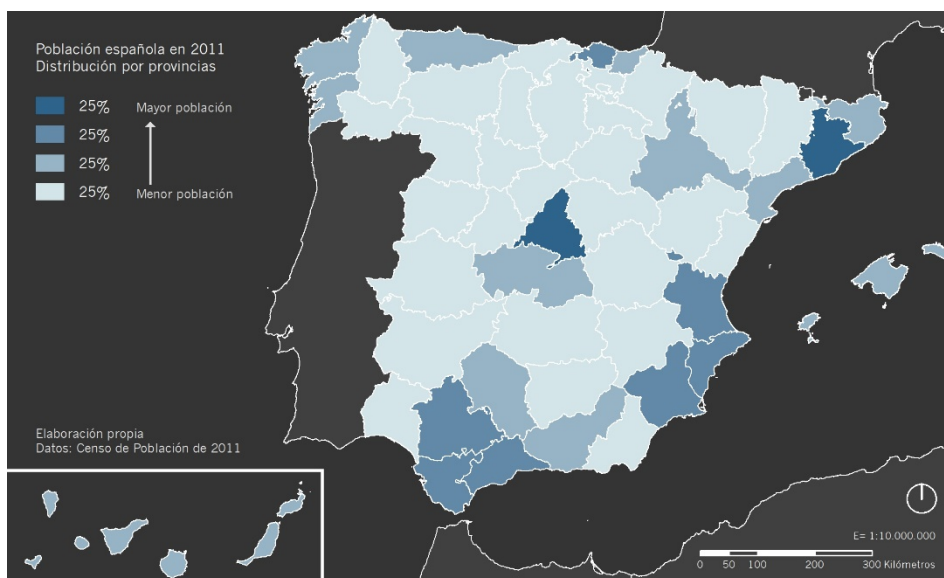 Población española en 2011
Distribución por provincias
25% Mayor población
25%
25%
25% Menor población
Elaboración propia
Datos: Censo de Población de 2011
E= 1:10.000.000
0 50 100 200 300 Kilómetros